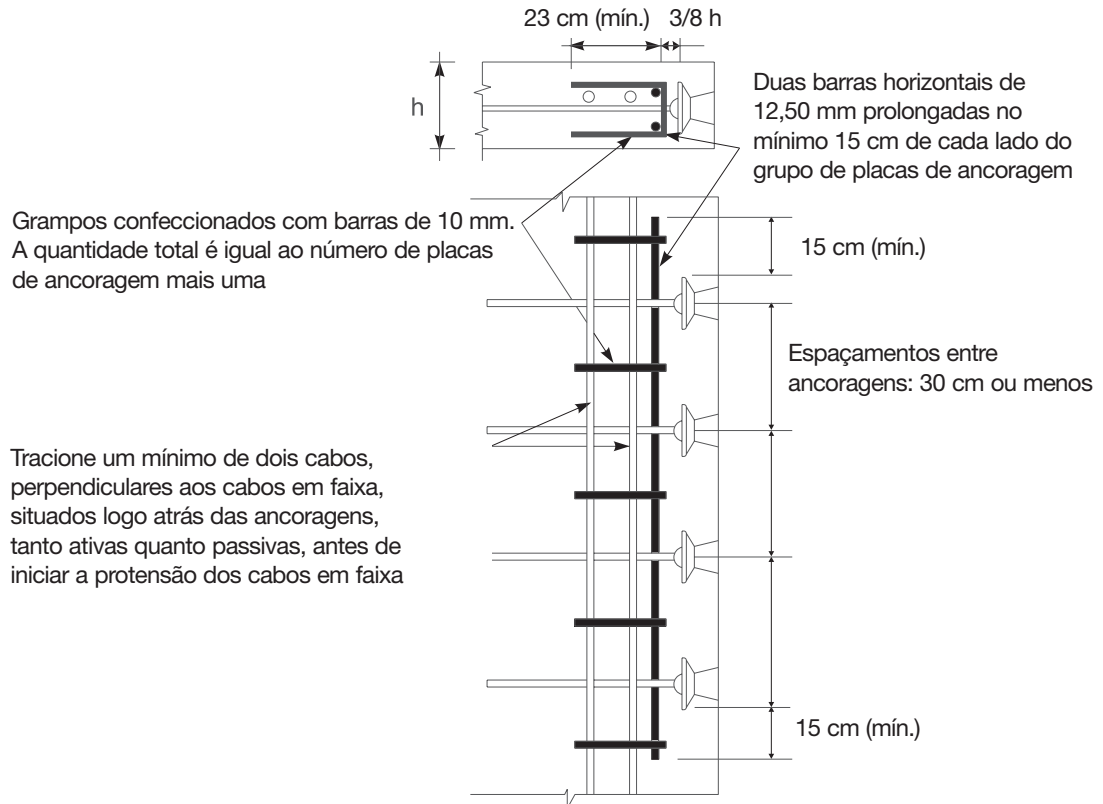 23 cm (mín.) 3/8 h
h
Duas barras horizontais de
12,50 mm prolongadas no
mínimo 15 cm de cada lado do
grupo de placas de ancoragem
Grampos confeccionados com barras de 10 mm.
A quantidade total é igual ao número de placas
de ancoragem mais uma
15 cm (mín.)
Espaçamentos entre
ancoragens: 30 cm ou menos
Tracione um mínimo de dois cabos,
perpendiculares aos cabos em faixa,
situados logo atrás das ancoragens,
tanto ativas quanto passivas, antes de
iniciar a protensão dos cabos em faixa
15 cm (mín.)